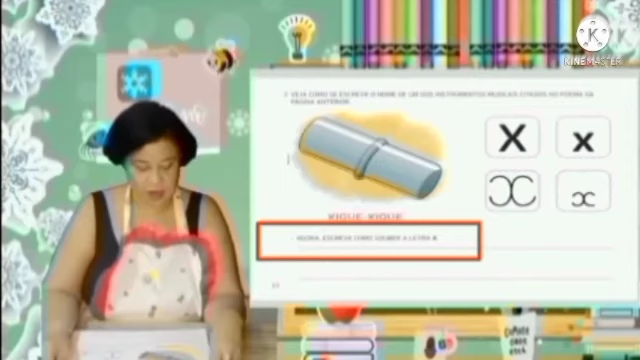 KINEMASTER
VEJA COMO SE ESCREVE O NOME DE UM DOS INSTRUMENTOS MUSICAIS CITADOS NO POEMA DA
PÁGINA ANTERIOR.
X x
X x
XIQUE-XIQUE
AGORA, ESCREVA COMO SOUBER A LETRA X